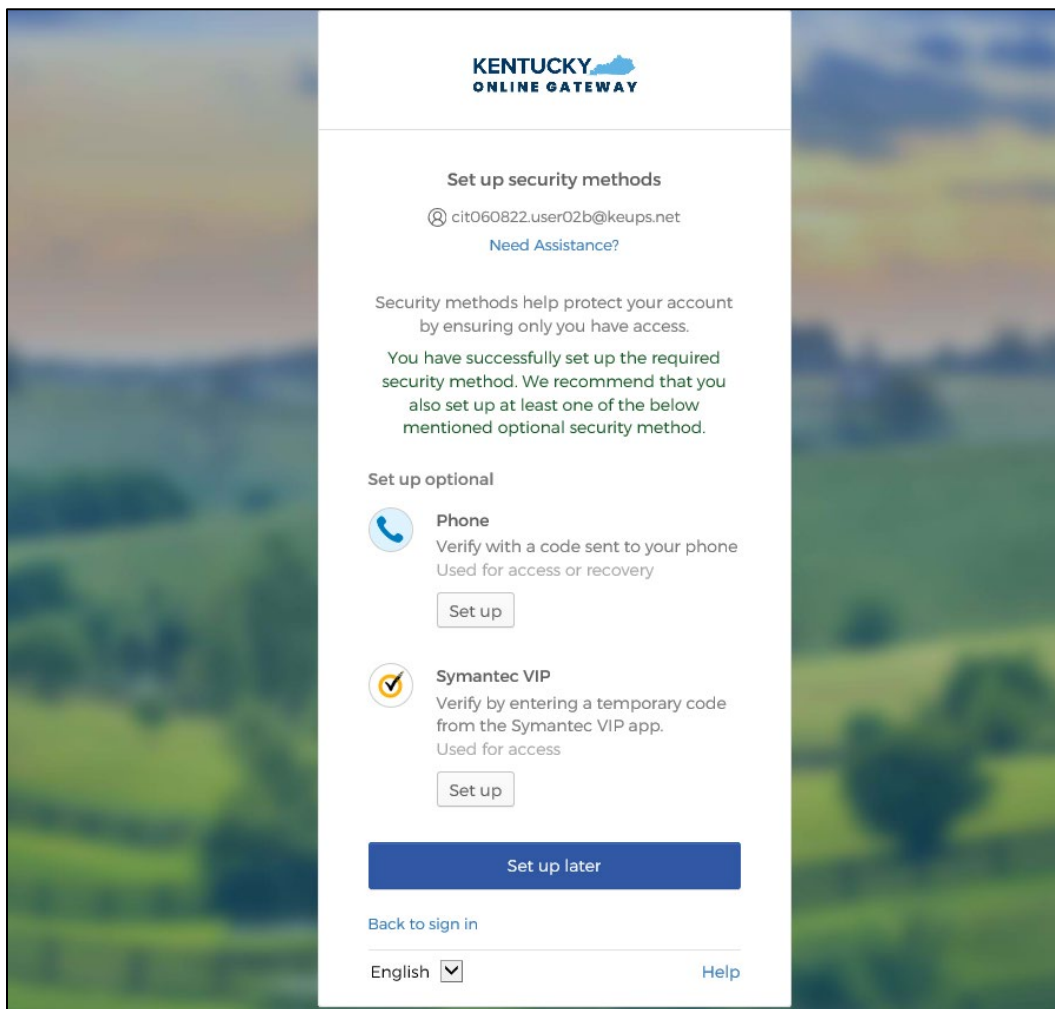 KENTUCKY
ONLINE GATEWAY
Set up security methods
cit060822.user02b@keups.net
Need Assistance?
Security methods help protect your account
by ensuring only you have access.
You have successfully set up the required
security method. We recommend that you
also set up at least one of the below
mentioned optional security method.
Set up optional
Phone
Verify with a code sent to your phone
Used for access or recovery
Set up
Symantec VIP
Verify by entering a temporary code
from the Symantec VIP app.
Used for access
Set up
Set up later
Back to sign in
English
Help